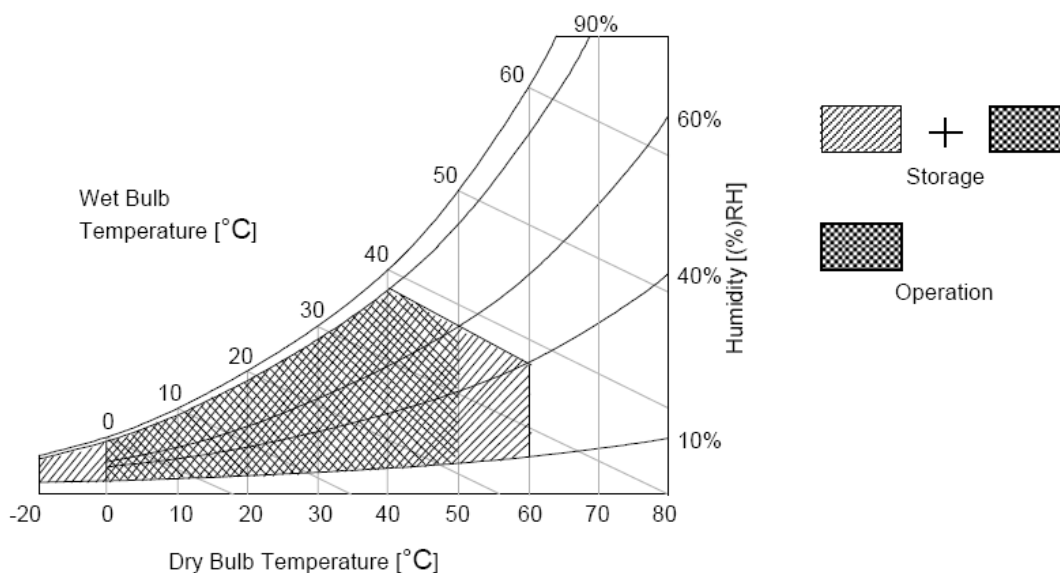 90%
60
60%
50
Wet Bulb
Temperature [°C]
Storage
40
40%
Humidity [(%)RH]
Operation
30
20
10
0
10%
-20 0 10 20 30 40 50 60 80
Dry Bulb Temperature [°C]